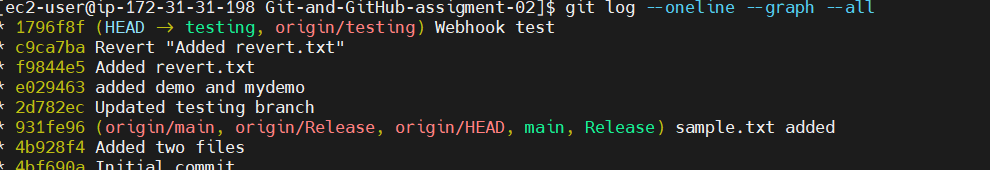 [ec2-user@ip-172-31-31-198 Git-and-GitHub-assigment-02]$ git log --oneline --graph --all
* 1796f8f (HEAD -> testing, origin/testing) Webhook test
* c9ca7ba Revert "Added revert.txt"
* f9844e5 Added revert.txt
* e029463 added demo and mydemo
* 2d782ec Updated testing branch
* 931fe96 (origin/main, origin/Release, origin/HEAD, main, Release) sample.txt added
* 4b928f4 Added two files
* 4bf690a Initial commit